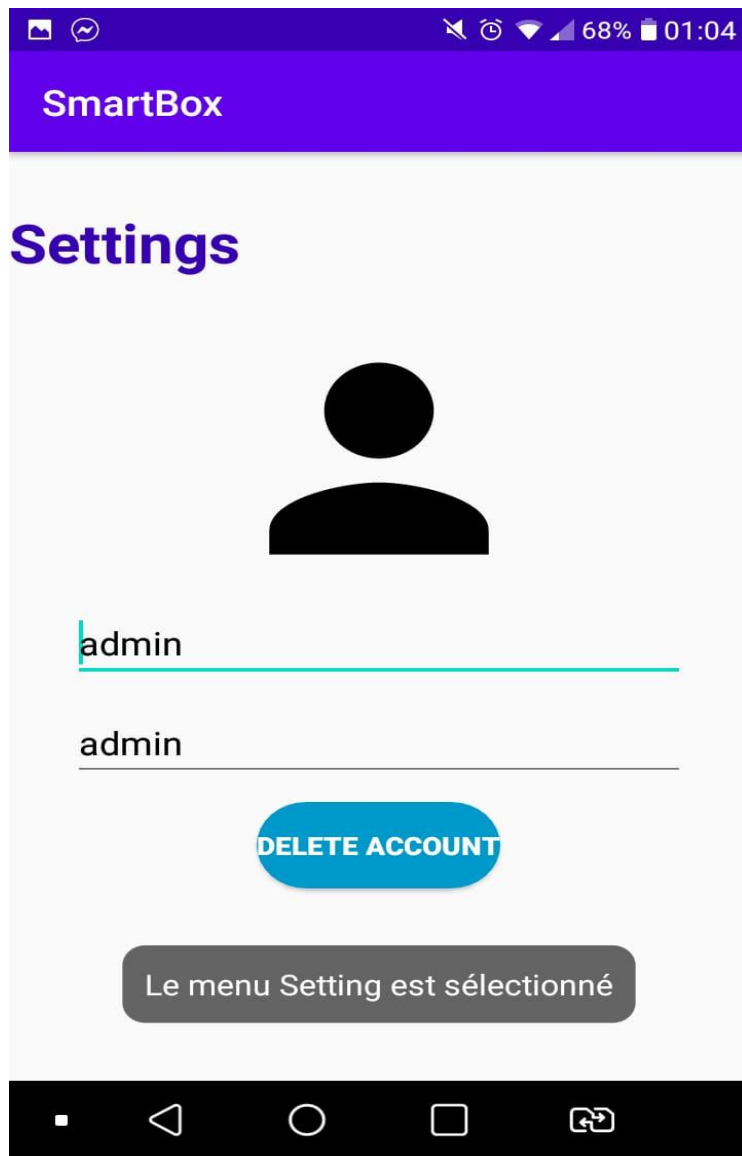 68% 01:04
SmartBox
Settings
admin
admin
DELETE ACCOUNT
Le menu Setting est sélectionné